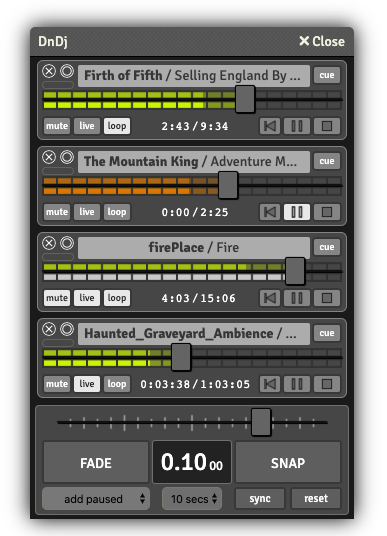 DnDj ✕ Close
Firth of Fifth / Selling England By ... cue
mute live loop 2:43/9:34
The Mountain King / Adventure M... cue
mute live loop 0:00/2:25
firePlace / Fire cue
mute live loop 4:03/15:06
Haunted_Graveyard_Ambience / ... cue
mute live loop 0:03:38/1:03:05
FADE 0.10 00 SNAP
add paused 10 secs sync reset